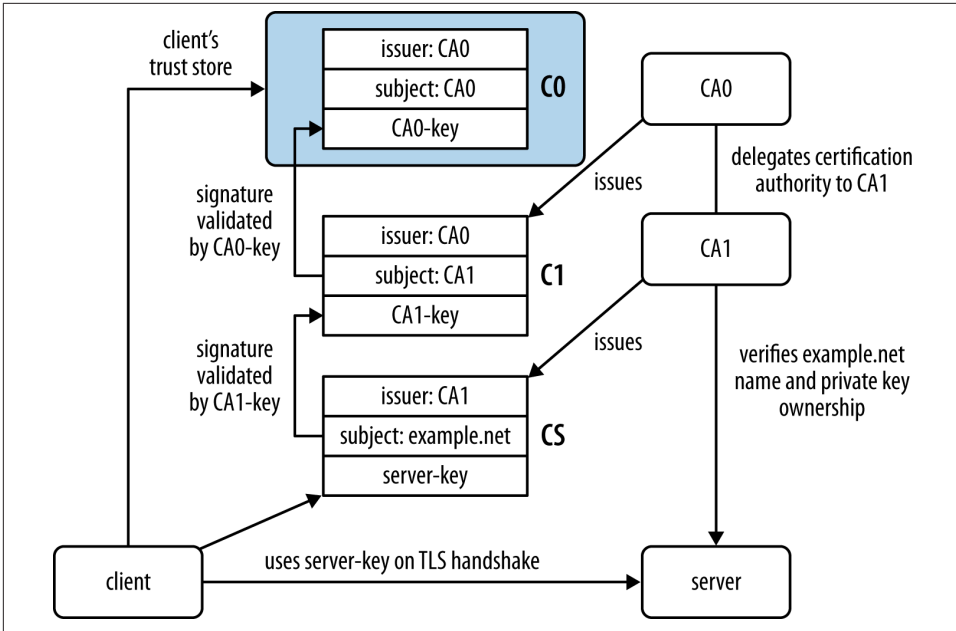 client's
trust store
issuer: CA0
subject: CA0
CA0-key
C0
CA0
delegates certification
authority to CA1
issues
signature
validated
by CA0-key
issuer: CA0
subject: CA1
CA1-key
C1
CA1
issues
signature
validated
by CA1-key
issuer: CA1
subject: example.net
server-key
CS
verifies example.net
name and private key
ownership
client
uses server-key on TLS handshake
server